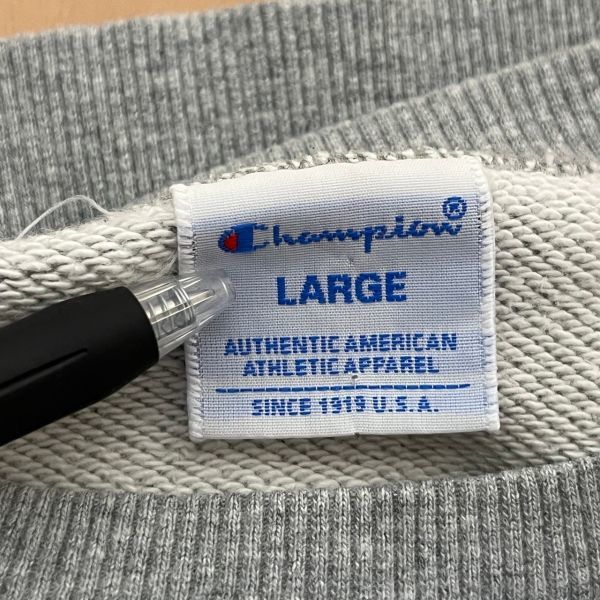 Champion®
LARGE
AUTHENTIC AMERICAN
ATHLETIC APPAREL
SINCE 1919 U.S.A.